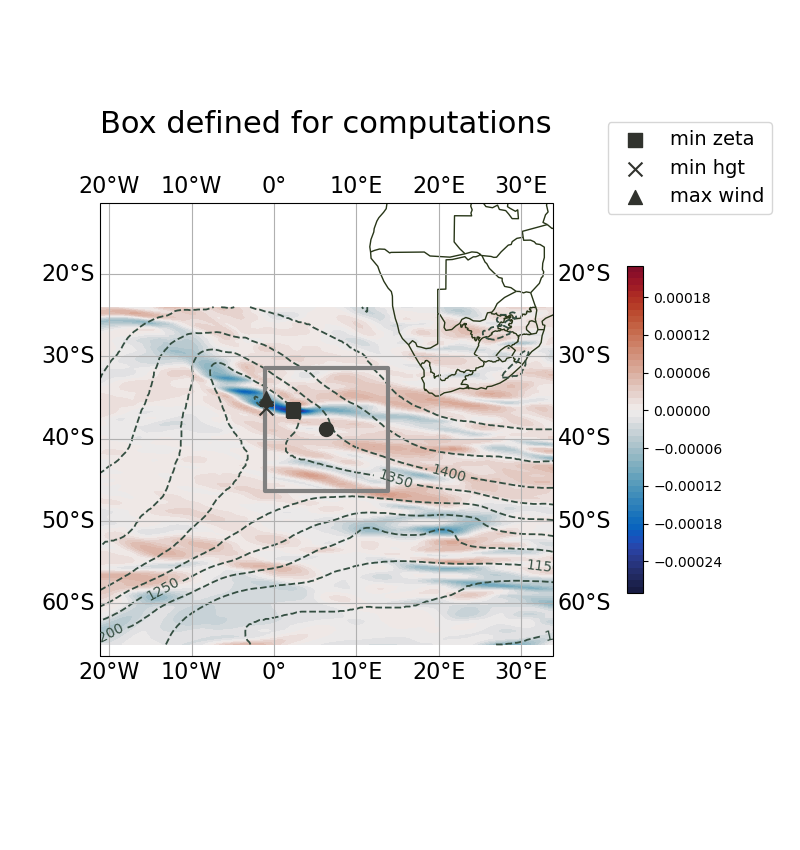 Box defined for computations
min zeta
min hgt
max wind
20°W 10°W 0° 10°E 20°E 30°E
20°S 20°S
30°S 30°S
40°S 40°S
50°S 50°S
60°S 60°S
1400
1350
1250
115
200
1
20°W 10°W 0° 10°E 20°E 30°E
0.00018
0.00012
0.00006
0.00000
−0.00006
−0.00012
−0.00018
−0.00024